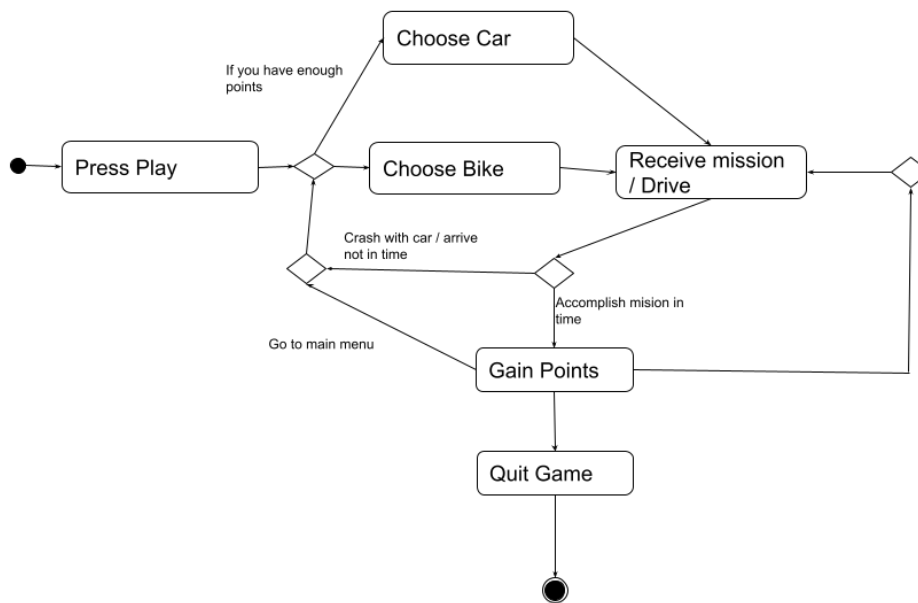 Choose Car
If you have enough
points
Press Play
Choose Bike
Receive mission
/ Drive
Crash with car / arrive
not in time
Accomplish mision in
time
Go to main menu
Gain Points
Quit Game